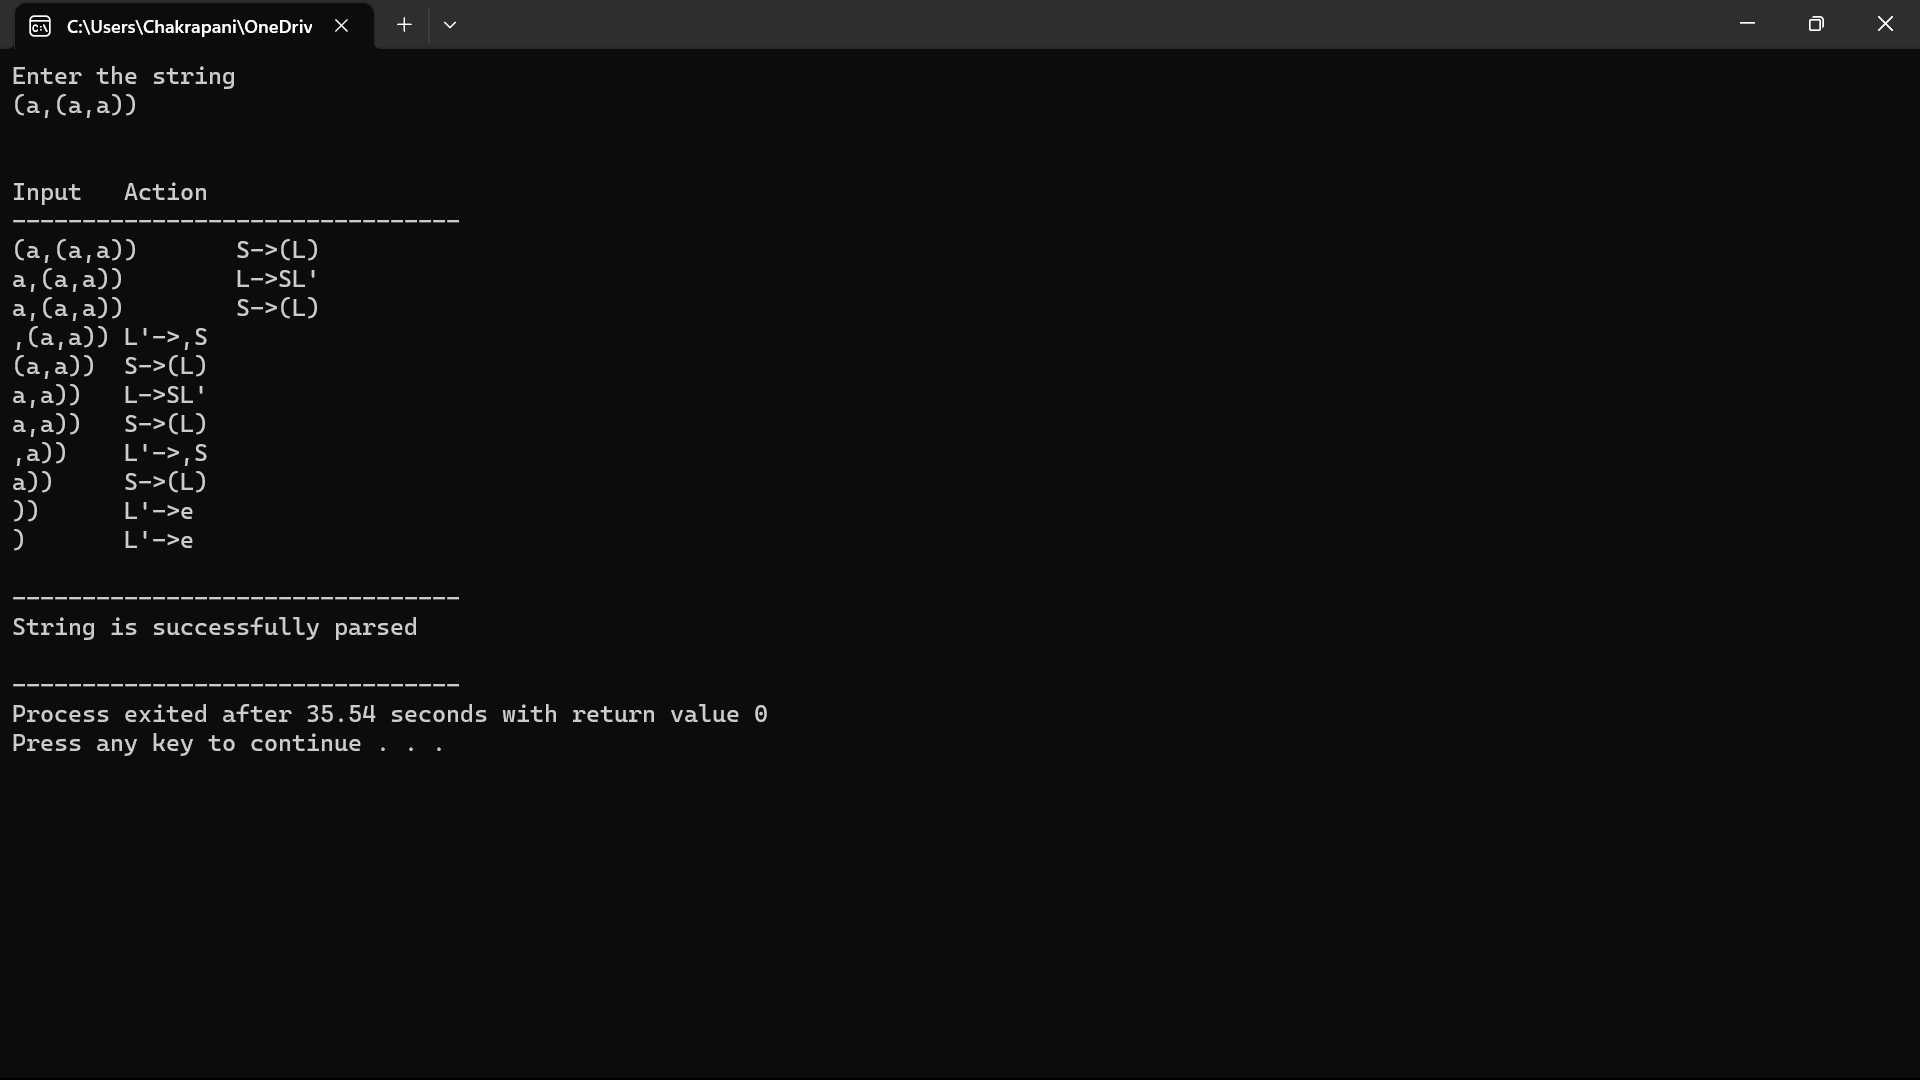 C:\Users\Chakrapani\OneDriv
Enter the string
(a,(a,a))
Input   Action
--------------------------------
(a,(a,a))       S->(L)
a,(a,a))        L->SL'
a,(a,a))        S->(L)
,(a,a)) L'->,S
(a,a))  S->(L)
a,a))   L->SL'
a,a))   S->(L)
,a))    L'->,S
a))     S->(L)
))      L'->e
)       L'->e
--------------------------------
String is successfully parsed
--------------------------------
Process exited after 35.54 seconds with return value 0
Press any key to continue . . .